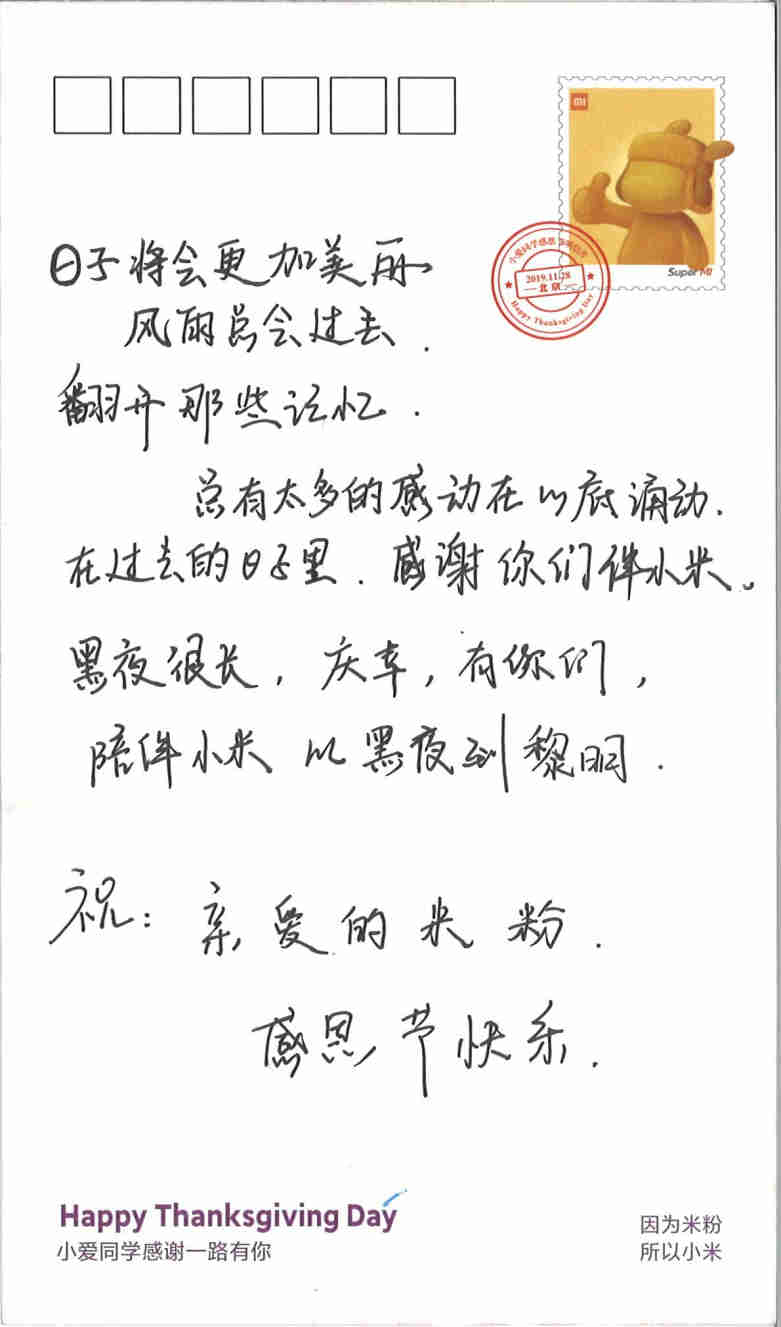 MI
Super MI
小爱同学感恩
2019.11.28
北京
Happy Thanksgiving Day
日子将会更加美丽
风雨总会过去.
翻开那些记忆.
总有太多的感动在心底涌动.
在过去的日子里.感谢你们伴小米。
黑夜很长,庆幸,有你们,
陪伴小米从黑夜到黎明.
祝:亲爱的米粉.
感恩节快乐.
Happy Thanksgiving Day
小爱同学感谢一路有你
因为米粉
所以小米